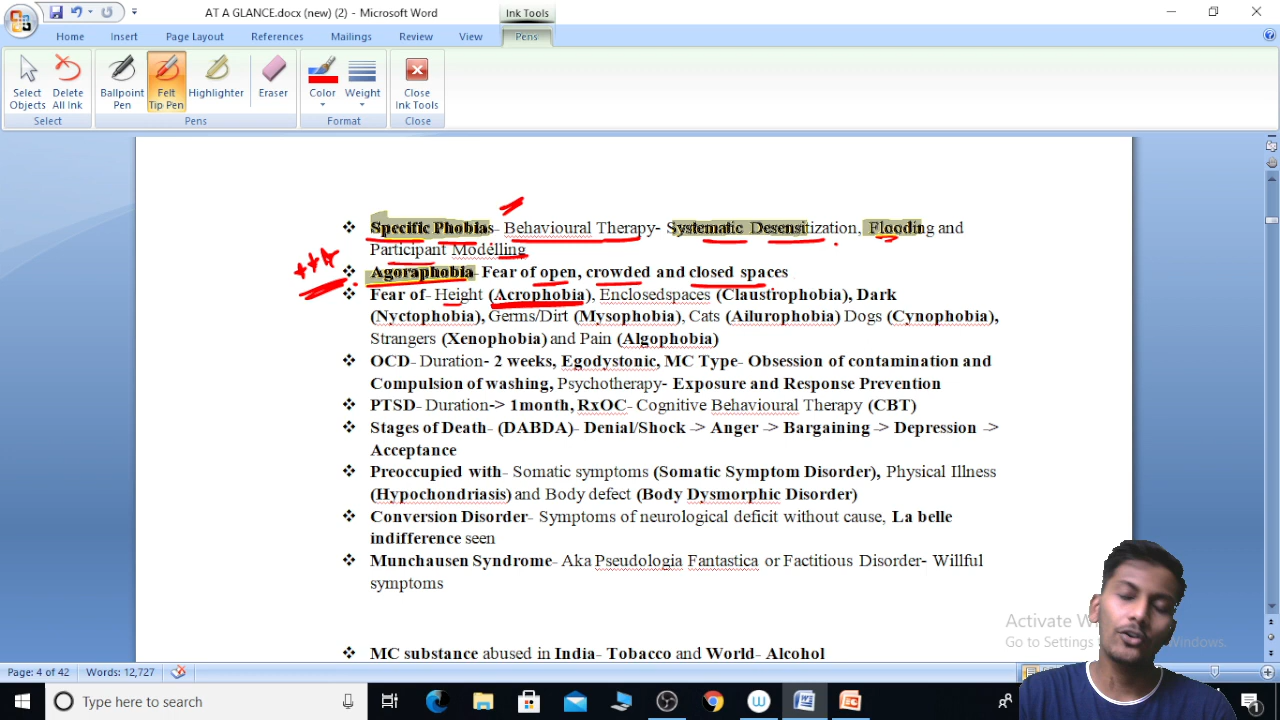 AT A GLANCE.docx (new) (2) - Microsoft Word
Ink Tools
Home Insert Page Layout References Mailings Review View Pens
Select Objects
Delete All Ink
Ballpoint Pen
Felt Tip Pen
Highlighter
Eraser
Color
Weight
Close Ink Tools
Select Pens Format Close
Specific Phobias- Behavioural Therapy- Systematic Desensitization, Flooding and
Participant Modelling
Agoraphobia-Fear of open, crowded and closed spaces
Fear of- Height (Acrophobia), Enclosedspaces (Claustrophobia), Dark
(Nyctophobia), Germs/Dirt (Mysophobia), Cats (Ailurophobia) Dogs (Cynophobia),
Strangers (Xenophobia) and Pain (Algophobia)
OCD- Duration- 2 weeks, Egodystonic, MC Type- Obsession of contamination and
Compulsion of washing, Psychotherapy- Exposure and Response Prevention
PTSD- Duration-> 1month, RxOC- Cognitive Behavioural Therapy (CBT)
Stages of Death- (DABDA)- Denial/Shock -> Anger -> Bargaining -> Depression ->
Acceptance
Preoccupied with- Somatic symptoms (Somatic Symptom Disorder), Physical Illness
(Hypochondriasis) and Body defect (Body Dysmorphic Disorder)
Conversion Disorder- Symptoms of neurological deficit without cause, La belle
indifference seen
Munchausen Syndrome- Aka Pseudologia Fantastica or Factitious Disorder- Willful
symptoms
Activate
Go to Settings Windows.
MC substance abused in India- Tobacco and World- Alcohol
Page: 4 of 42 Words: 12,727
Type here to search